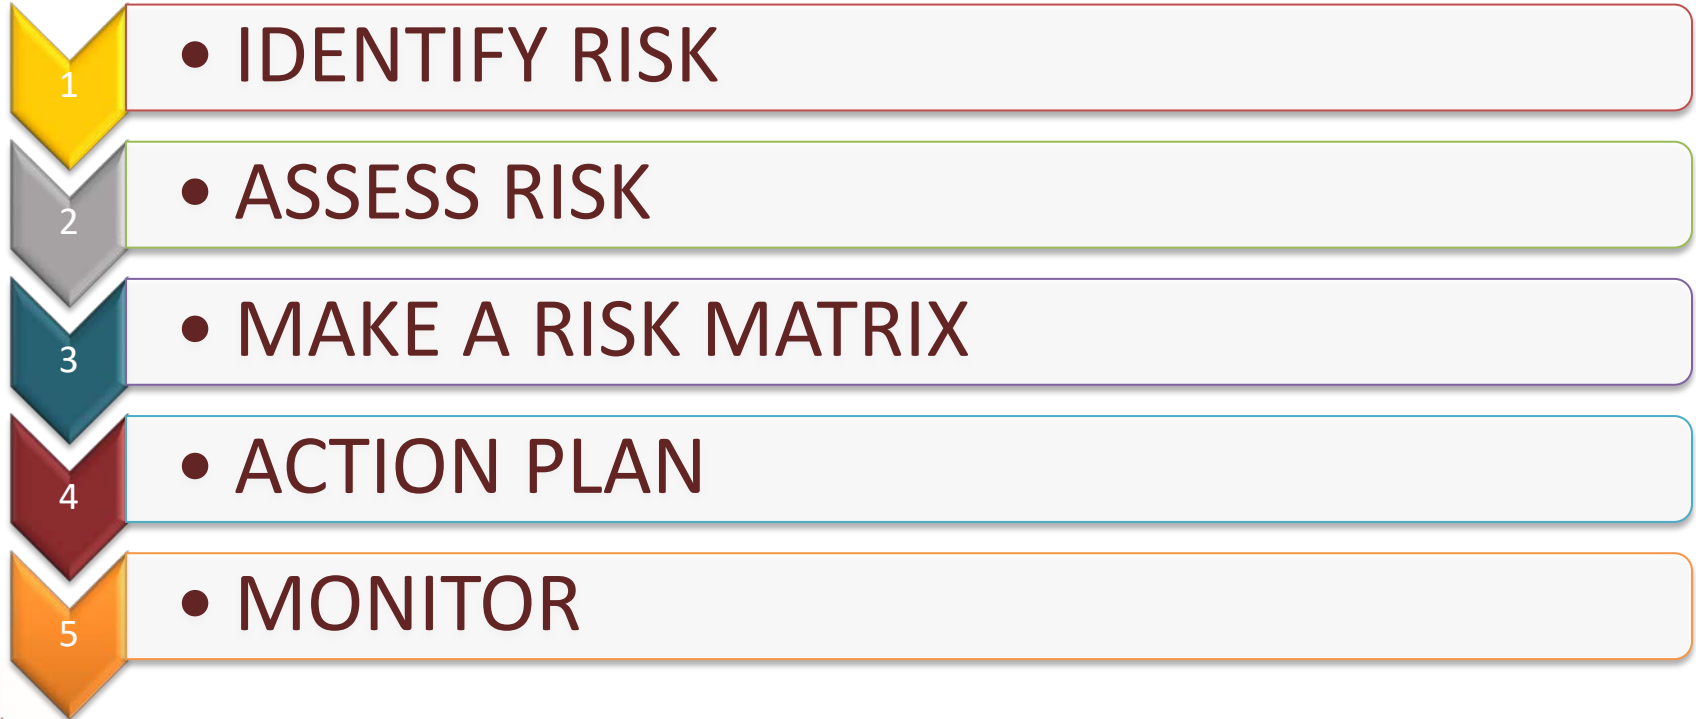 1
• IDENTIFY RISK
2
• ASSESS RISK
3
• MAKE A RISK MATRIX
4
• ACTION PLAN
5
• MONITOR